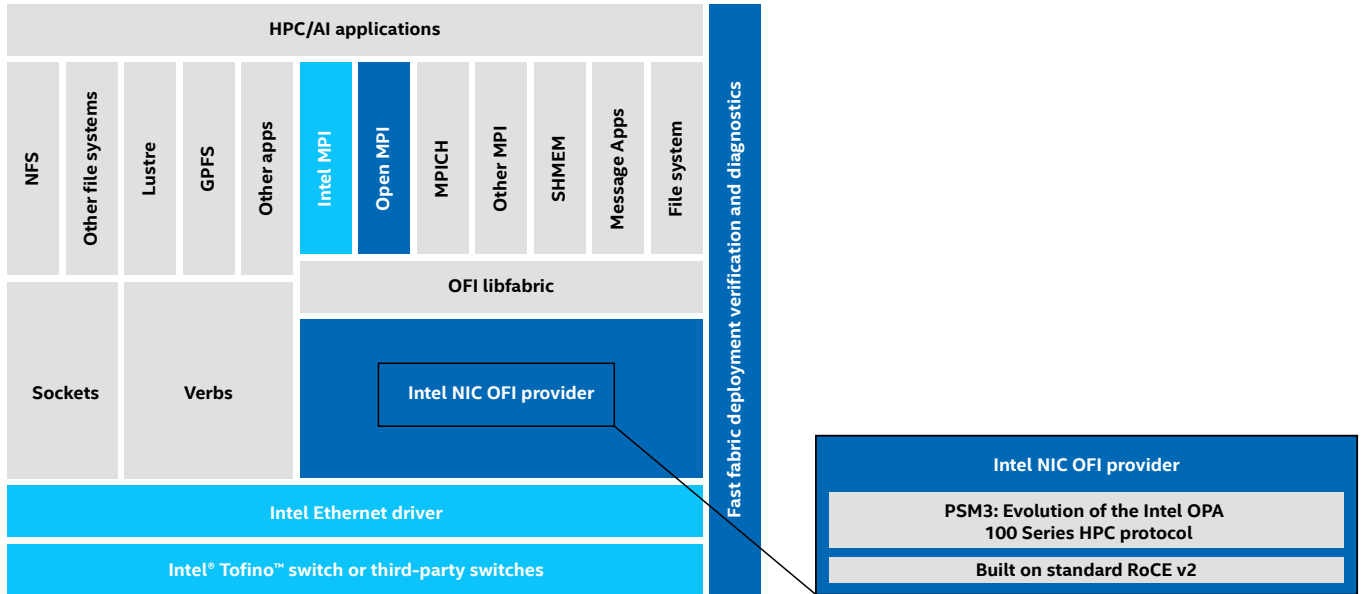 HPC/AI applications
NFS
Other file systems
Lustre
GPFS
Other apps
Intel MPI
Open MPI
MPICH
Other MPI
SHMEM
Message Apps
File system
Fast fabric deployment verification and diagnostics
OFI libfabric
Sockets
Verbs
Intel NIC OFI provider
Intel Ethernet driver
Intel® Tofino™ switch or third-party switches
Intel NIC OFI provider
PSM3: Evolution of the Intel OPA
100 Series HPC protocol
Built on standard RoCE v2